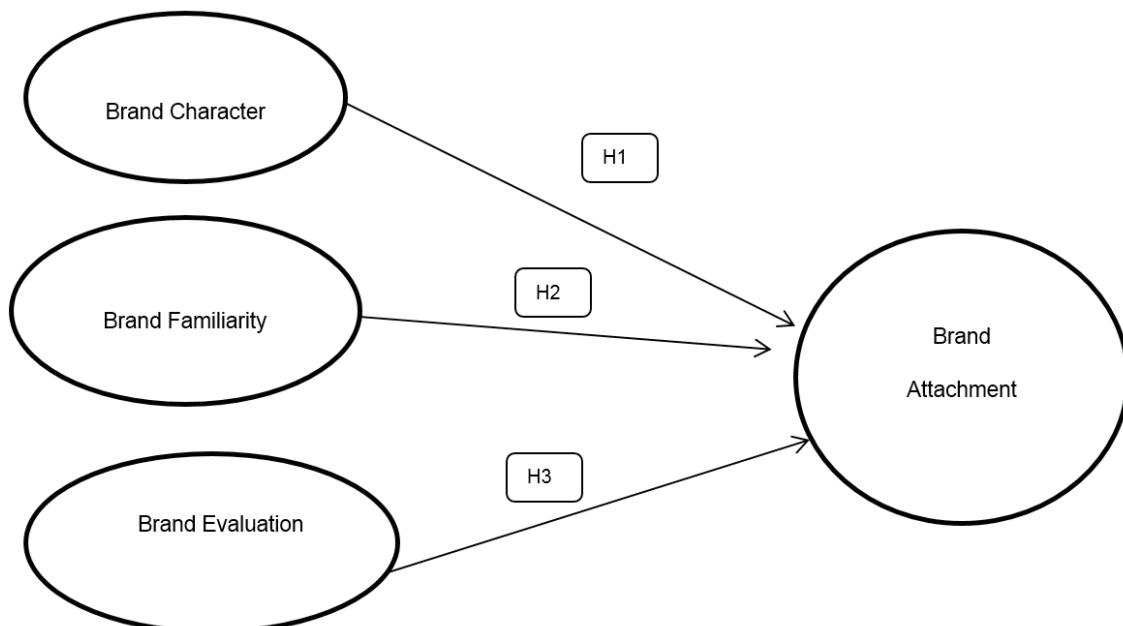 Brand Character
H1
Brand Familiarity
H2
Brand Evaluation
H3
Brand
Attachment